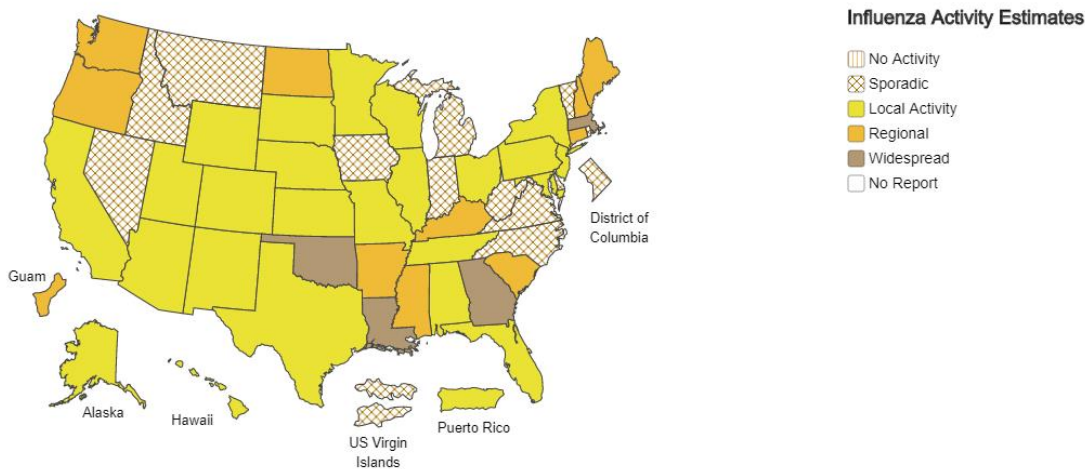 Influenza Activity Estimates
No Activity
Sporadic
Local Activity
Regional
Widespread
No Report
District of
Columbia
Guam
Alaska
Hawaii
US Virgin
Islands
Puerto Rico